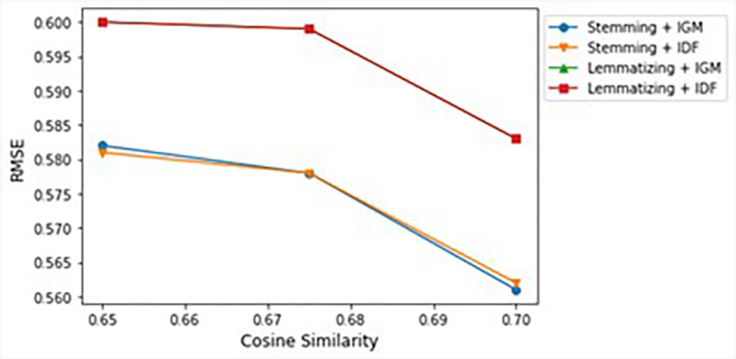 0.600
0.595
0.590
0.585
0.580
0.575
0.570
0.565
0.560
RMSE
0.65 0.66 0.67 0.68 0.69 0.70
Cosine Similarity
Stemming + IGM
Stemming + IDF
Lemmatizing + IGM
Lemmatizing + IDF